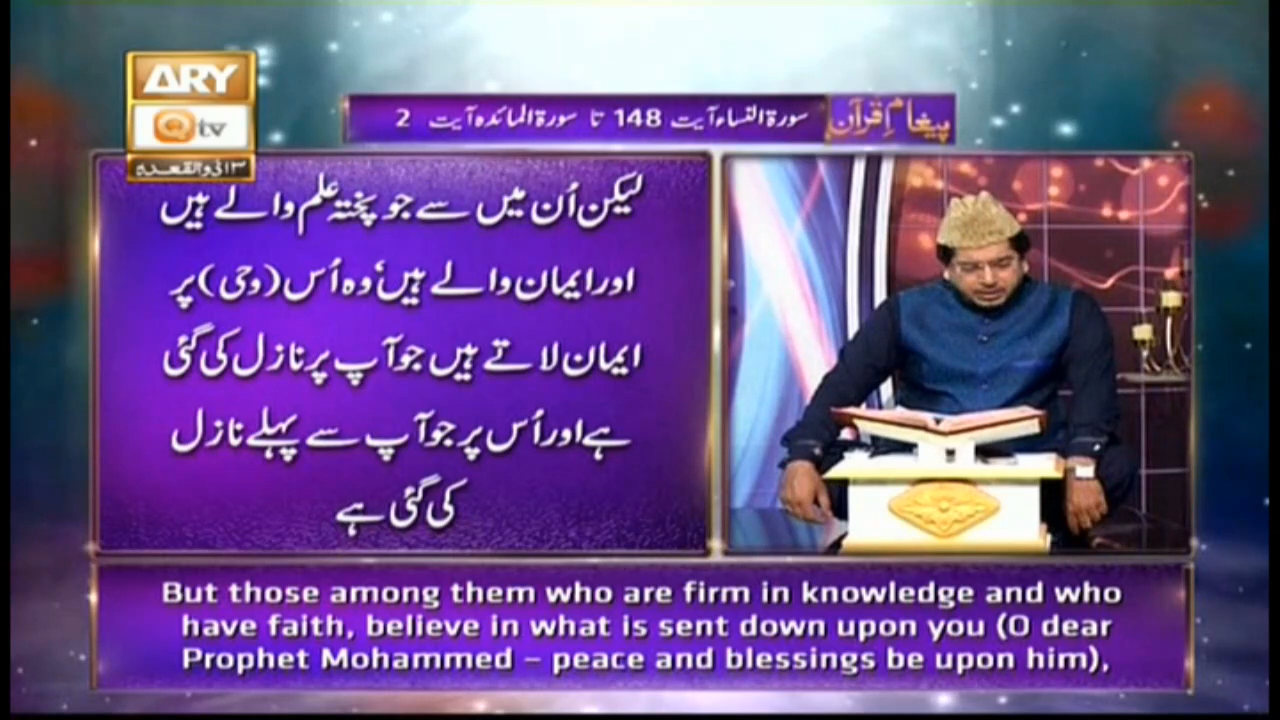 ARY
Qtv
۱۳ ذوالقعدہ
پیغامِ قرآن
سورۃ النساء آیت 148 تا سورۃ المائدہ آیت 2
لیکن اُن میں سے جو پختہ علم والے ہیں
اور ایمان والے ہیں، وہ اُس (وحی) پر
ایمان لاتے ہیں جو آپ پر نازل کی گئی
ہے اور اُس پر جو آپ سے پہلے نازل
کی گئی ہے
But those among them who are firm in knowledge and who
have faith, believe in what is sent down upon you (O dear
Prophet Mohammed – peace and blessings be upon him),